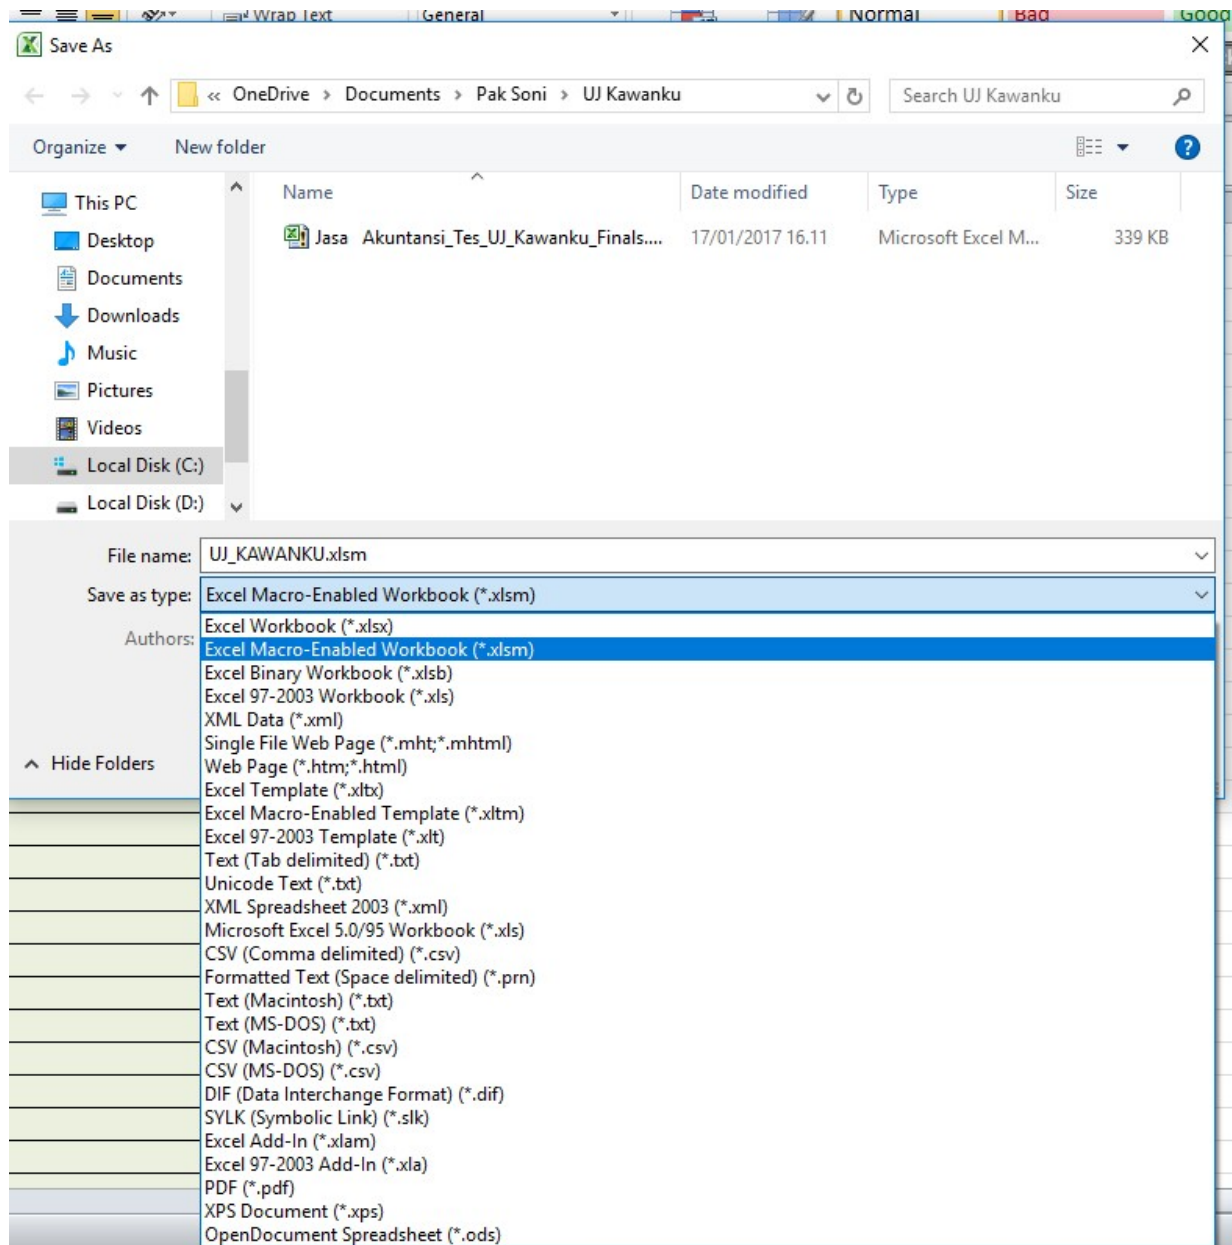 Wrap Text General Normal Bad Good
Save As
« OneDrive › Documents › Pak Soni › UJ Kawanku Search UJ Kawanku
Organize New folder
Name Date modified Type Size
Jasa Akuntansi_Tes_UJ_Kawanku_Finals.... 17/01/2017 16.11 Microsoft Excel M... 339 KB
This PC
Desktop
Documents
Downloads
Music
Pictures
Videos
Local Disk (C:)
Local Disk (D:)
File name: UJ_KAWANKU.xlsm
Save as type: Excel Macro-Enabled Workbook (*.xlsm)
Authors:
Excel Workbook (*.xlsx)
Excel Macro-Enabled Workbook (*.xlsm)
Excel Binary Workbook (*.xlsb)
Excel 97-2003 Workbook (*.xls)
XML Data (*.xml)
Single File Web Page (*.mht;*.mhtml)
Web Page (*.htm;*.html)
Hide Folders
Excel Template (*.xltx)
Excel Macro-Enabled Template (*.xltm)
Excel 97-2003 Template (*.xlt)
Text (Tab delimited) (*.txt)
Unicode Text (*.txt)
XML Spreadsheet 2003 (*.xml)
Microsoft Excel 5.0/95 Workbook (*.xls)
CSV (Comma delimited) (*.csv)
Formatted Text (Space delimited) (*.prn)
Text (Macintosh) (*.txt)
Text (MS-DOS) (*.txt)
CSV (Macintosh) (*.csv)
CSV (MS-DOS) (*.csv)
DIF (Data Interchange Format) (*.dif)
SYLK (Symbolic Link) (*.slk)
Excel Add-In (*.xlam)
Excel 97-2003 Add-In (*.xla)
PDF (*.pdf)
XPS Document (*.xps)
OpenDocument Spreadsheet (*.ods)